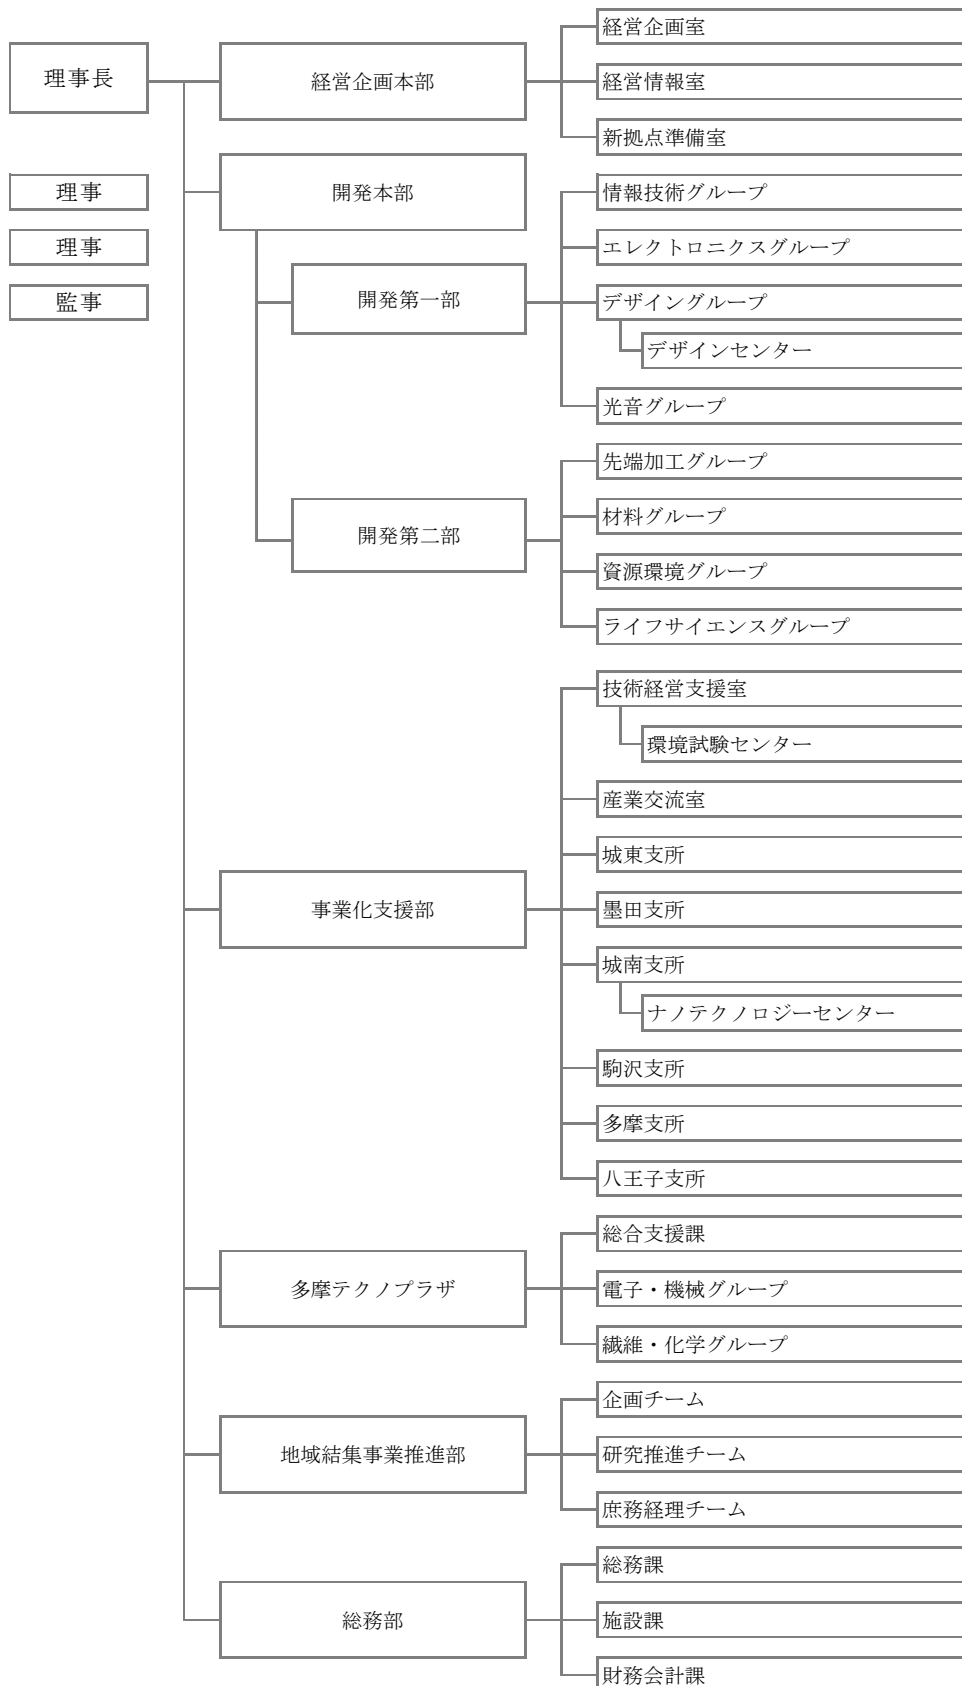 理事長
理事
理事
監事
経営企画本部
経営企画室
経営情報室
新拠点準備室
開発本部
開発第一部
情報技術グループ
エレクトロニクスグループ
デザイングループ
デザインセンター
光音グループ
開発第二部
先端加工グループ
材料グループ
資源環境グループ
ライフサイエンスグループ
事業化支援部
技術経営支援室
環境試験センター
産業交流室
城東支所
墨田支所
城南支所
ナノテクノロジーセンター
駒沢支所
多摩支所
八王子支所
多摩テクノプラザ
総合支援課
電子・機械グループ
繊維・化学グループ
地域結集事業推進部
企画チーム
研究推進チーム
庶務経理チーム
総務部
総務課
施設課
財務会計課